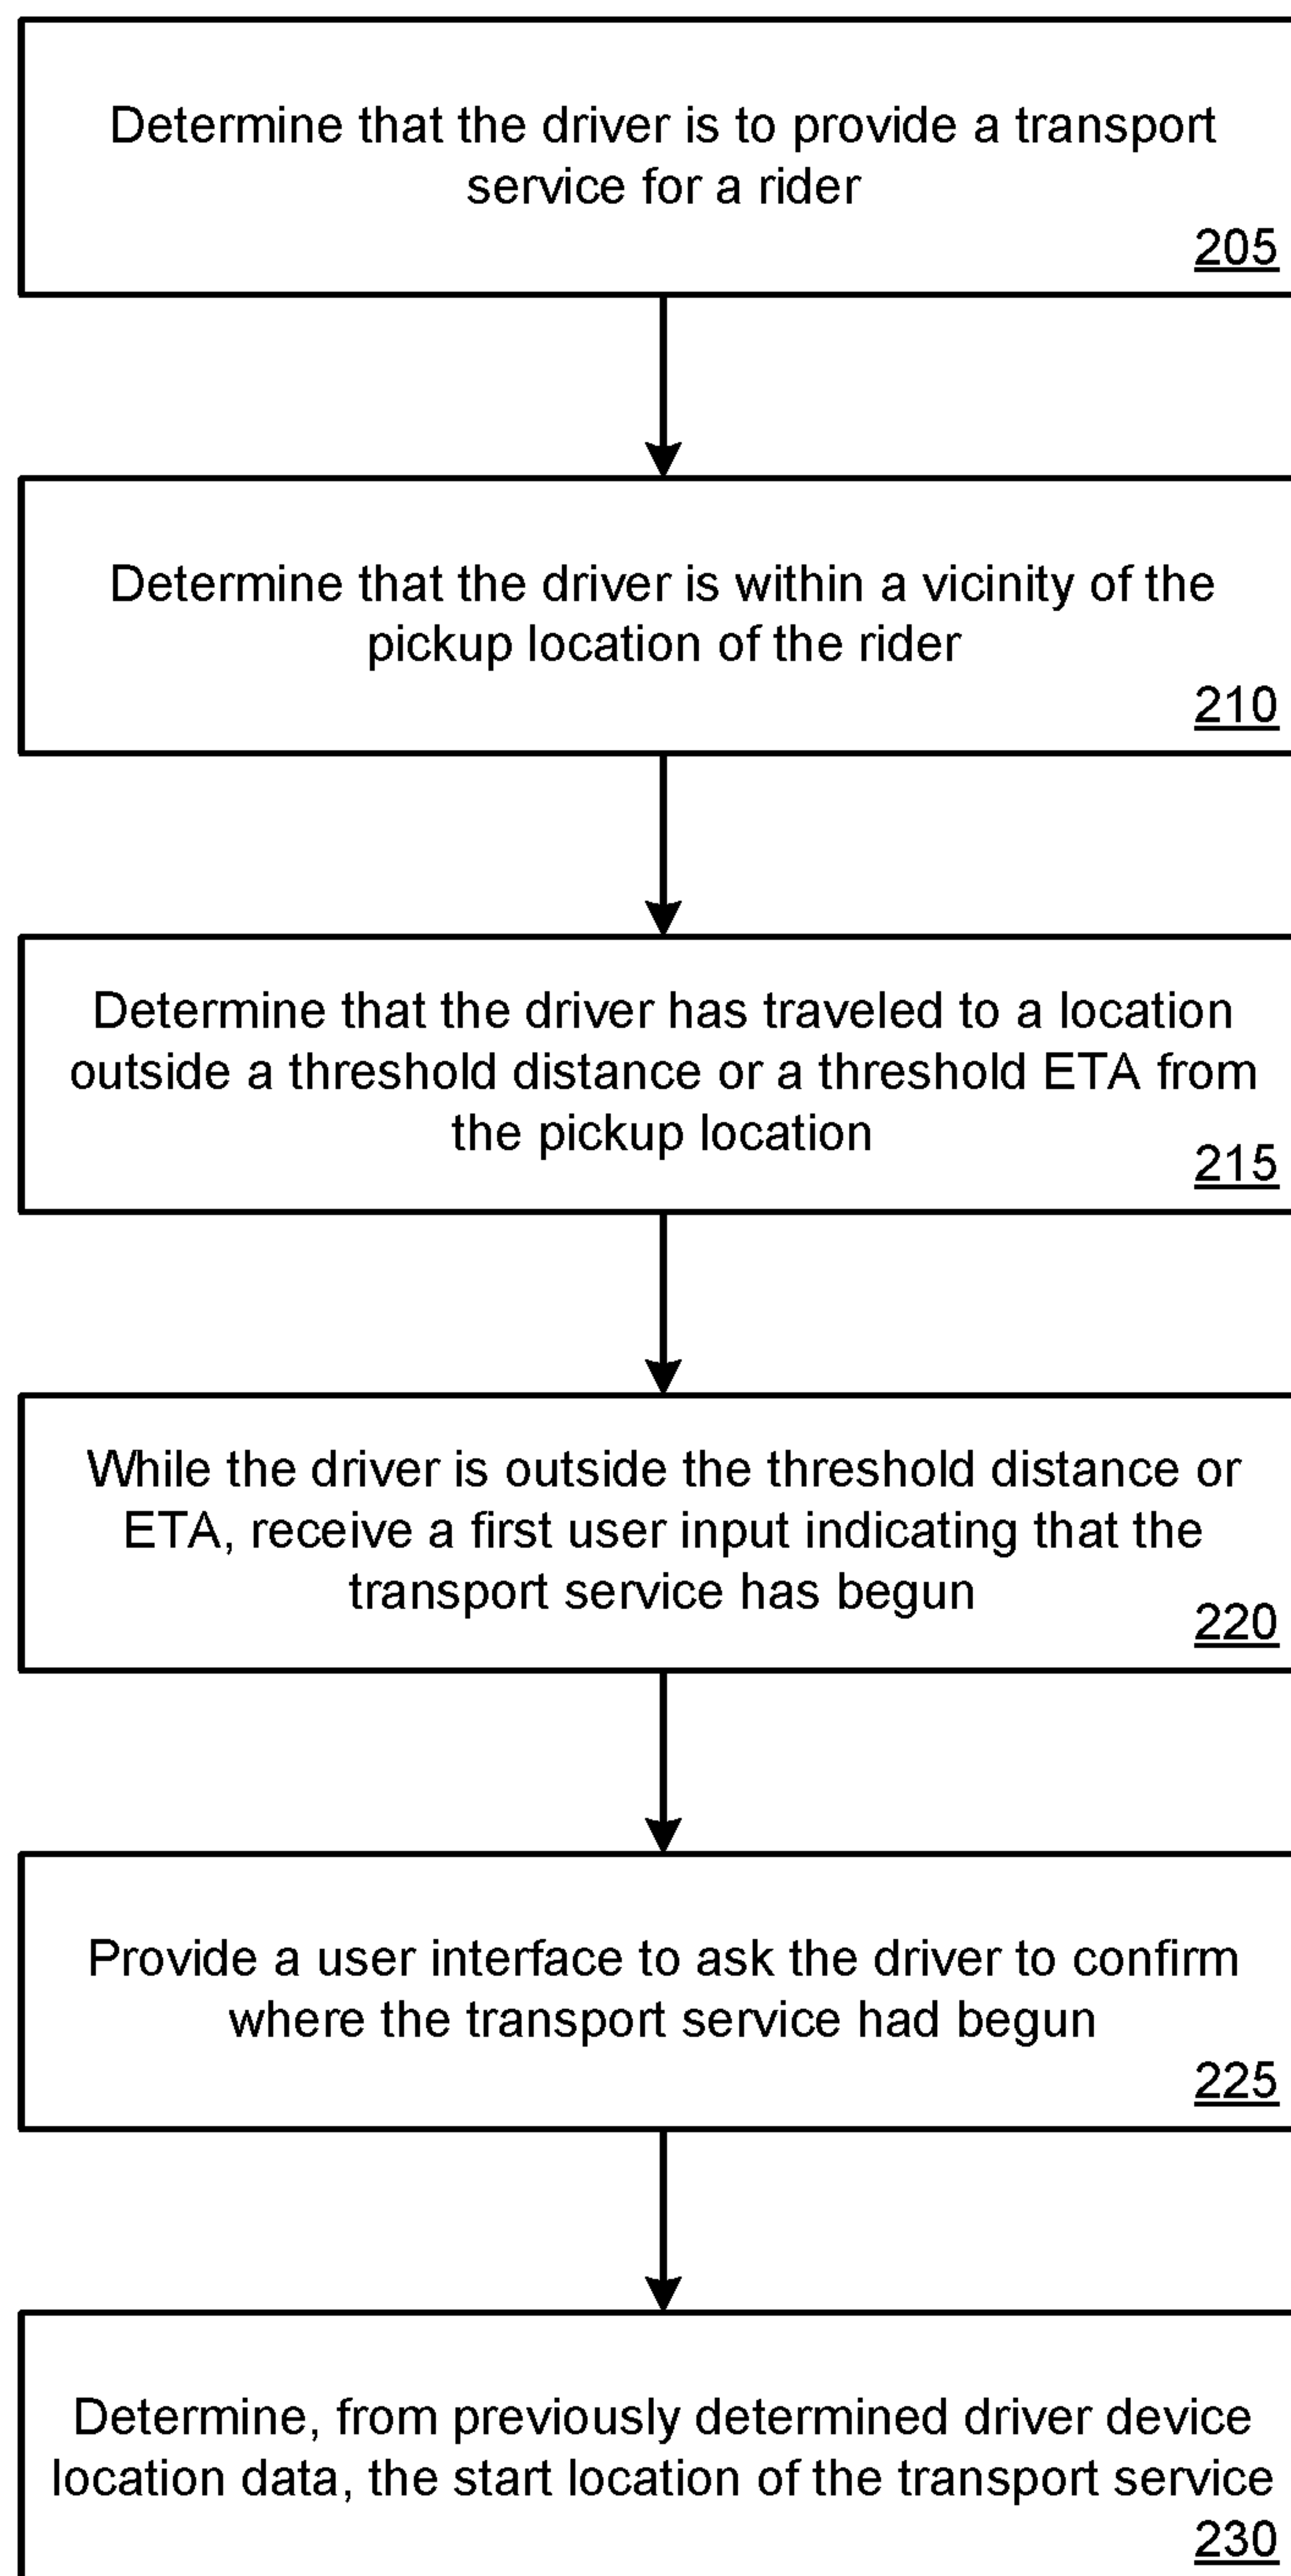 Determine that the driver is to provide a transport
service for a rider
205
Determine that the driver is within a vicinity of the
pickup location of the rider
210
Determine that the driver has traveled to a location
outside a threshold distance or a threshold ETA from
the pickup location
215
While the driver is outside the threshold distance or
ETA, receive a first user input indicating that the
transport service has begun
220
Provide a user interface to ask the driver to confirm
where the transport service had begun
225
Determine, from previously determined driver device
location data, the start location of the transport service
230